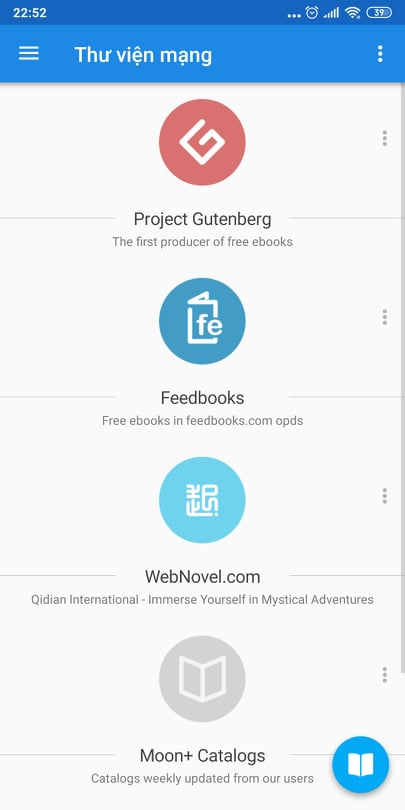 22:52
39
Thư viện mạng
Project Gutenberg
The first producer of free ebooks
fe
Feedbooks
Free ebooks in feedbooks.com opds
WebNovel.com
Qidian International - Immerse Yourself in Mystical Adventures
Moon+ Catalogs
Catalogs weekly updated from our users